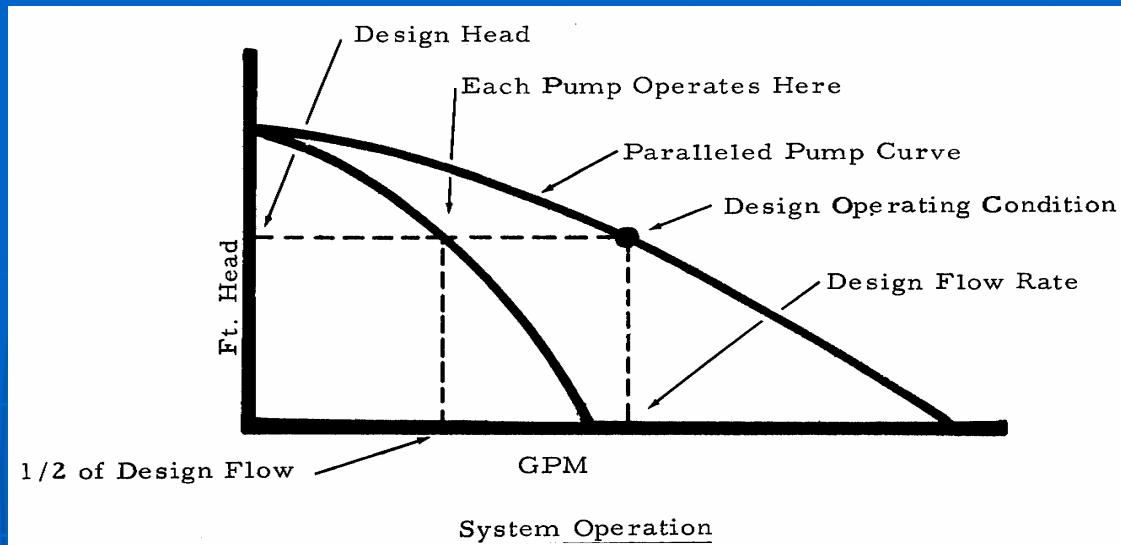 Design Head
Each Pump Operates Here
Paralleled Pump Curve
Design Operating Condition
Design Flow Rate
Ft. Head
1/2 of Design Flow
GPM
System Operation